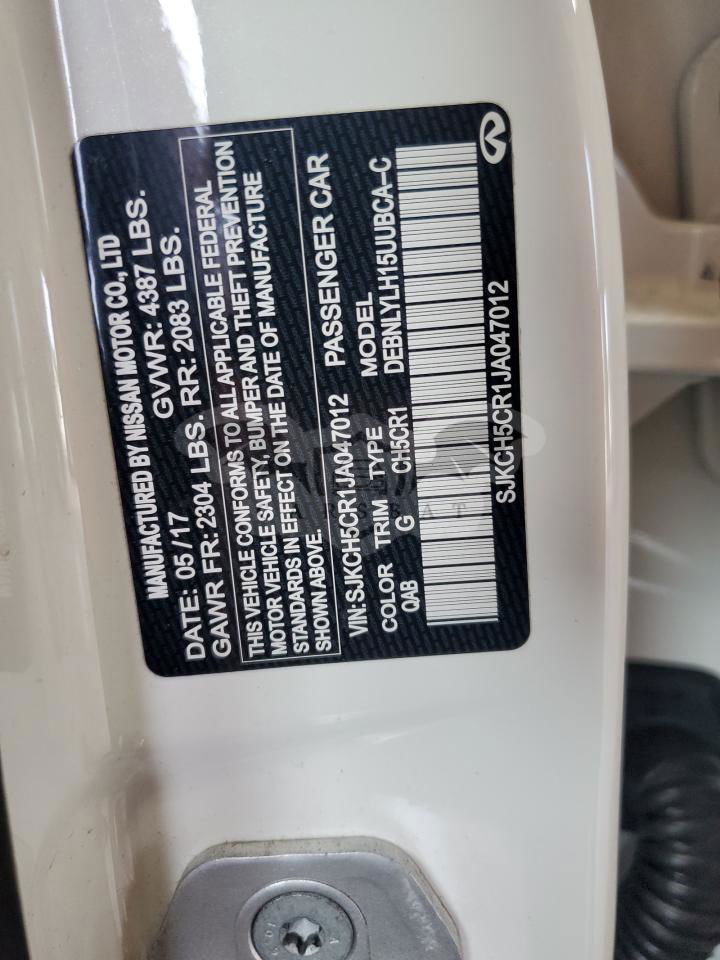 MANUFACTURED BY NISSAN MOTOR CO., LTD
DATE: 05/17 GVWR: 4387 LBS.
GAWR FR: 2304 LBS. RR: 2083 LBS.
THIS VEHICLE CONFORMS TO ALL APPLICABLE FEDERAL
MOTOR VEHICLE SAFETY, BUMPER AND THEFT PREVENTION
STANDARDS IN EFFECT ON THE DATE OF MANUFACTURE
SHOWN ABOVE.
VIN:SJKCH5CR1JA047012 PASSENGER CAR
COLOR TRIM TYPE MODEL
QAB G CH5CR1 DEBNLYLH15UUBCA-C
SJKCH5CR1JA047012